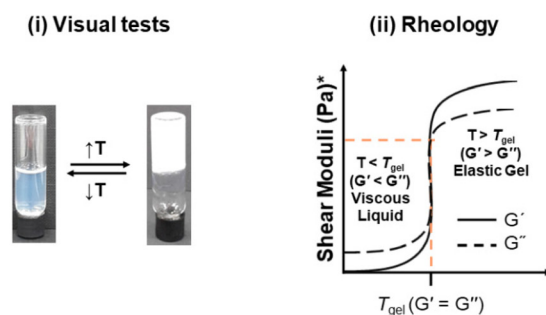 (i) Visual tests
↑T
↓T
(ii) Rheology
Shear Moduli (Pa)*
T < Tgel
(G′ < G″)
Viscous
Liquid
T > Tgel
(G′ > G″)
Elastic Gel
G′
G″
Tgel (G′ = G″)